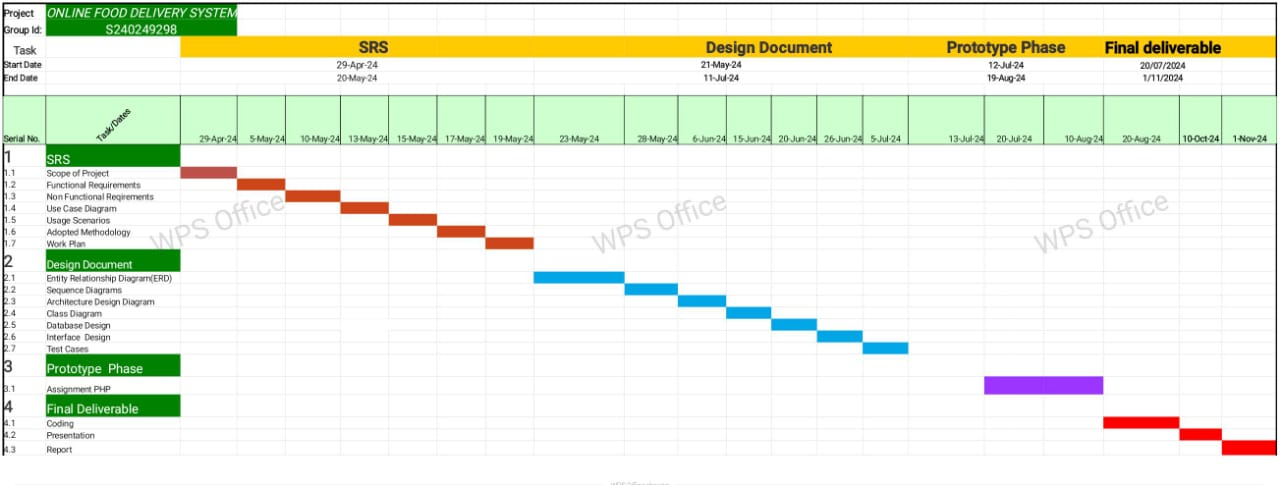 Project ONLINE FOOD DELIVERY SYSTEM
Group Id: S240249298
Task SRS Design Document Prototype Phase Final deliverable
Start Date 29-Apr-24 21-May-24 12-Jul-24 20/07/2024
End Date 20-May-24 11-Jul-24 19-Aug-24 1/11/2024
Serial No. Task/Dates 29-Apr-24 5-May-24 10-May-24 13-May-24 15-May-24 17-May-24 19-May-24 23-May-24 28-May-24 6-Jun-24 15-Jun-24 20-Jun-24 26-Jun-24 5-Jul-24 13-Jul-24 20-Jul-24 10-Aug-24 20-Aug-24 10-Oct-24 1-Nov-24
1 SRS
1.1 Scope of Project
1.2 Functional Requirements
1.3 Non Functional Reqirements
1.4 Use Case Diagram
1.5 Usage Scenarios
1.6 Adopted Methodology
1.7 Work Plan
WPS Office WPS Office WPS Office
2 Design Document
2.1 Entity Relationship Diagram(ERD)
2.2 Sequence Diagrams
2.3 Architecture Design Diagram
2.4 Class Diagram
2.5 Database Design
2.6 Interface Design
2.7 Test Cases
3 Prototype Phase
3.1 Assignment PHP
4 Final Deliverable
4.1 Coding
4.2 Presentation
4.3 Report